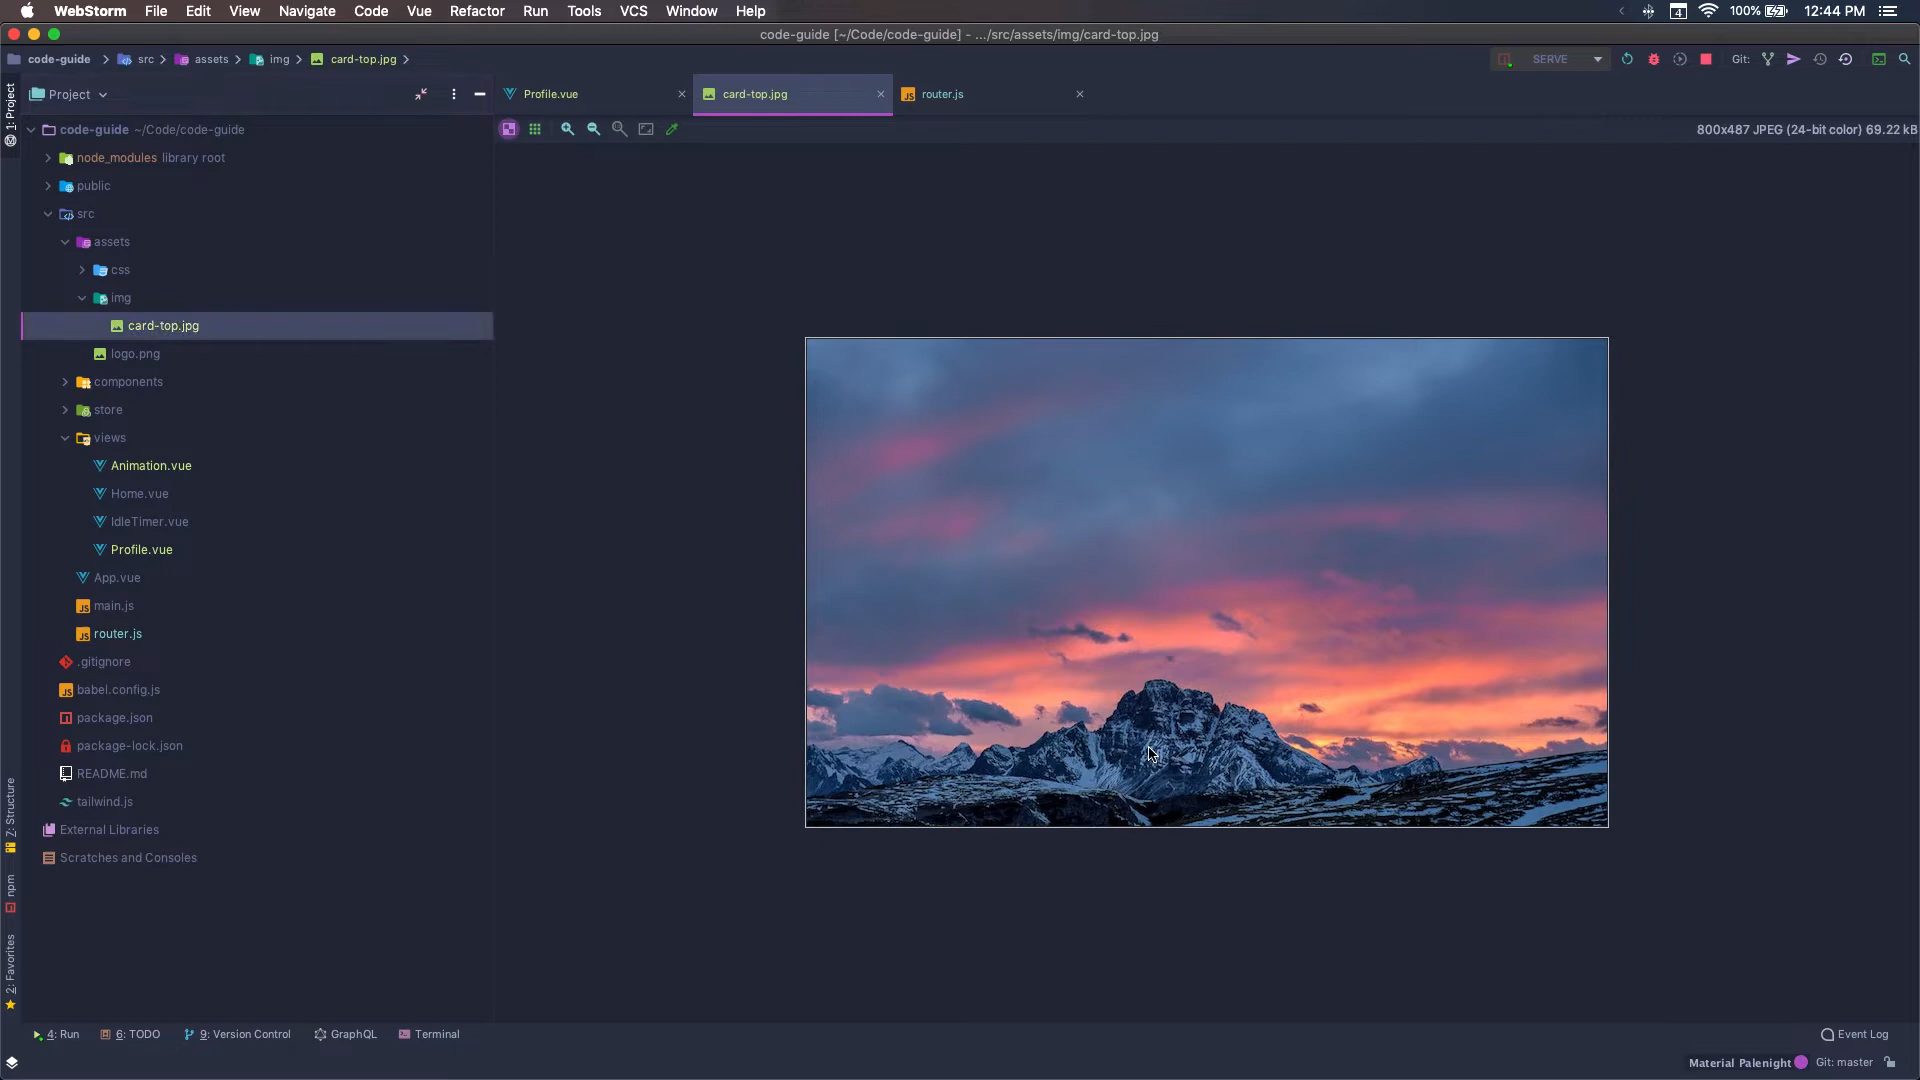 WebStorm File Edit View Navigate Code Vue Refactor Run Tools VCS Window Help 4 100% 12:44 PM
code-guide [~/Code/code-guide] - .../src/assets/img/card-top.jpg
code-guide src assets img card-top.jpg SERVE Git:
1: Project
Project
Profile.vue card-top.jpg router.js
800x487 JPEG (24-bit color) 69.22 kB
code-guide ~/Code/code-guide
node_modules library root
public
src
assets
css
img
card-top.jpg
logo.png
components
store
views
Animation.vue
Home.vue
IdleTimer.vue
Profile.vue
App.vue
main.js
router.js
.gitignore
babel.config.js
package.json
package-lock.json
README.md
tailwind.js
External Libraries
Scratches and Consoles
7: Structure
npm
2: Favorites
4: Run 6: TODO 9: Version Control GraphQL Terminal Event Log
Material Palenight Git: master